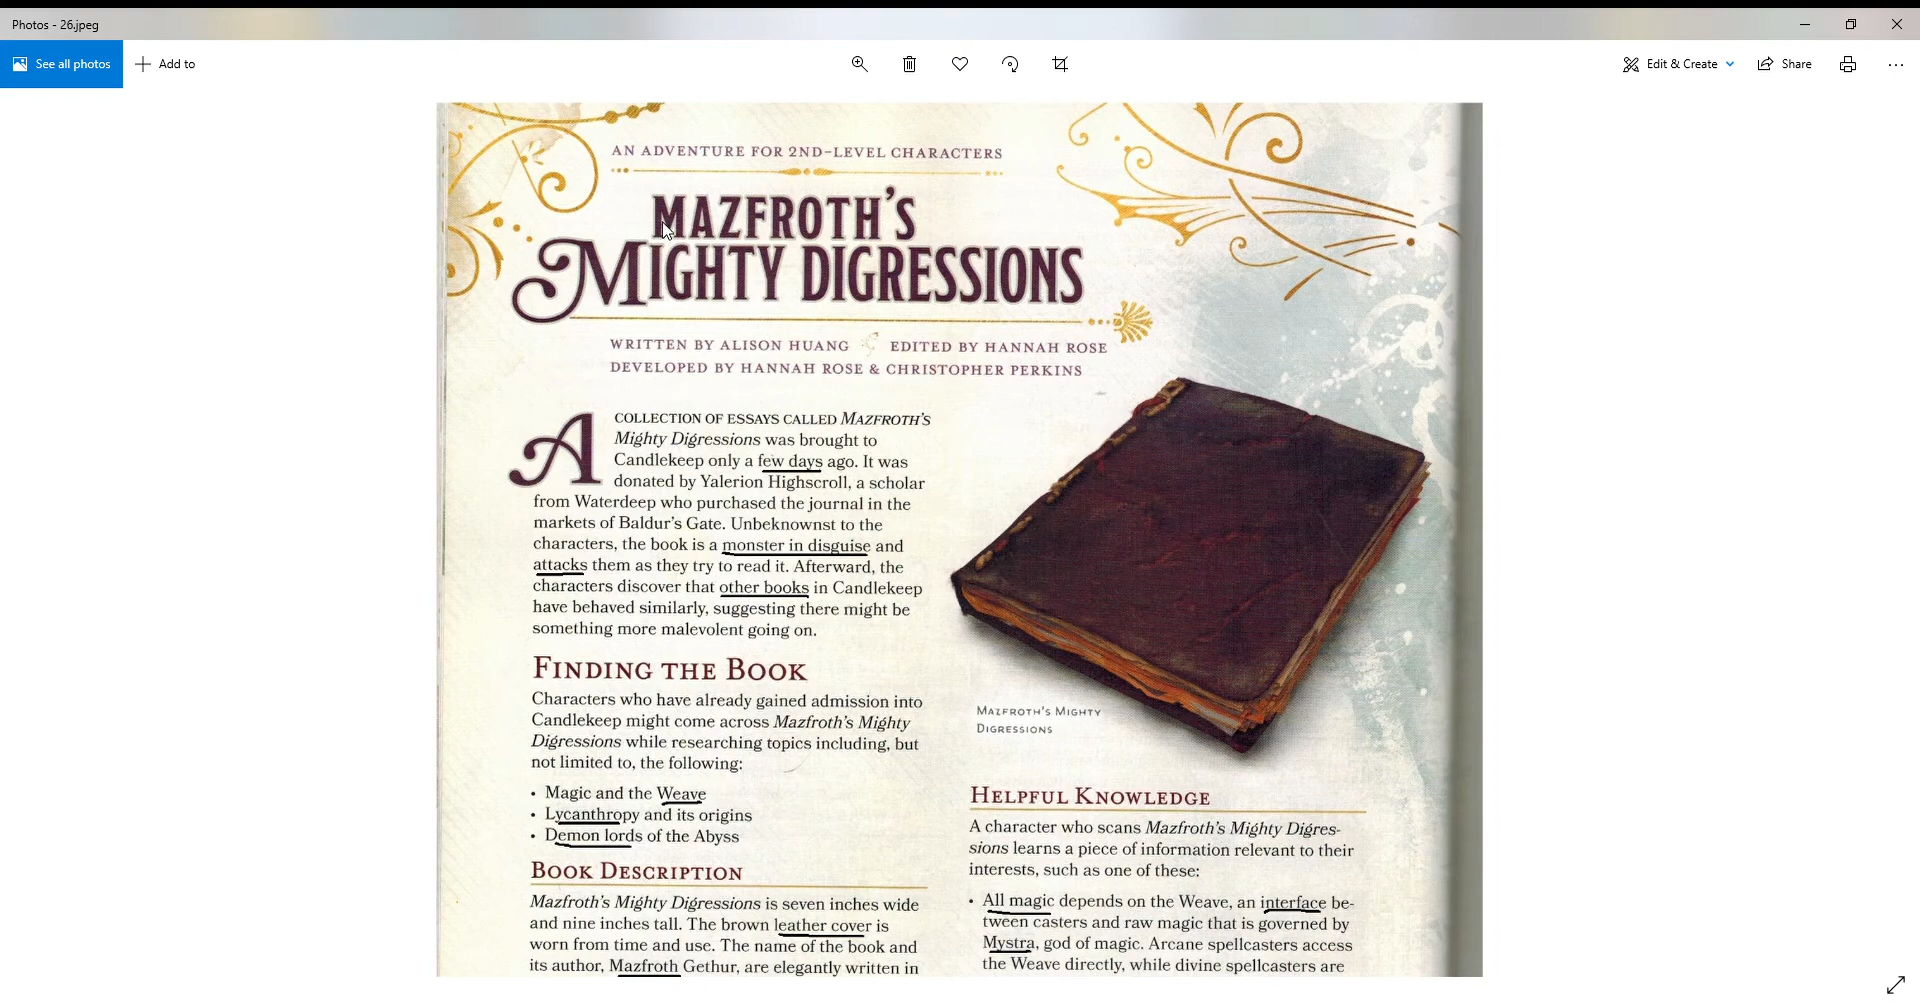 Photos - 26.jpeg
See all photos
Add to
Edit & Create
Share
AN ADVENTURE FOR 2ND-LEVEL CHARACTERS
MAZFROTH'S
MIGHTY DIGRESSIONS
WRITTEN BY ALISON HUANG EDITED BY HANNAH ROSE
DEVELOPED BY HANNAH ROSE & CHRISTOPHER PERKINS
A COLLECTION OF ESSAYS CALLED MAZFROTH'S
Mighty Digressions was brought to
Candlekeep only a few days ago. It was
donated by Yalerion Highscroll, a scholar
from Waterdeep who purchased the journal in the
markets of Baldur's Gate. Unbeknownst to the
characters, the book is a monster in disguise and
attacks them as they try to read it. Afterward, the
characters discover that other books in Candlekeep
have behaved similarly, suggesting there might be
something more malevolent going on.
FINDING THE BOOK
Characters who have already gained admission into
Candlekeep might come across Mazfroth's Mighty
Digressions while researching topics including, but
not limited to, the following:
• Magic and the Weave
• Lycanthropy and its origins
• Demon lords of the Abyss
BOOK DESCRIPTION
Mazfroth's Mighty Digressions is seven inches wide
and nine inches tall. The brown leather cover is
worn from time and use. The name of the book and
its author, Mazfroth Gethur, are elegantly written in
MAZFROTH'S MIGHTY
DIGRESSIONS
HELPFUL KNOWLEDGE
A character who scans Mazfroth's Mighty Digres-
sions learns a piece of information relevant to their
interests, such as one of these:
• All magic depends on the Weave, an interface be-
tween casters and raw magic that is governed by
Mystra, god of magic. Arcane spellcasters access
the Weave directly, while divine spellcasters are